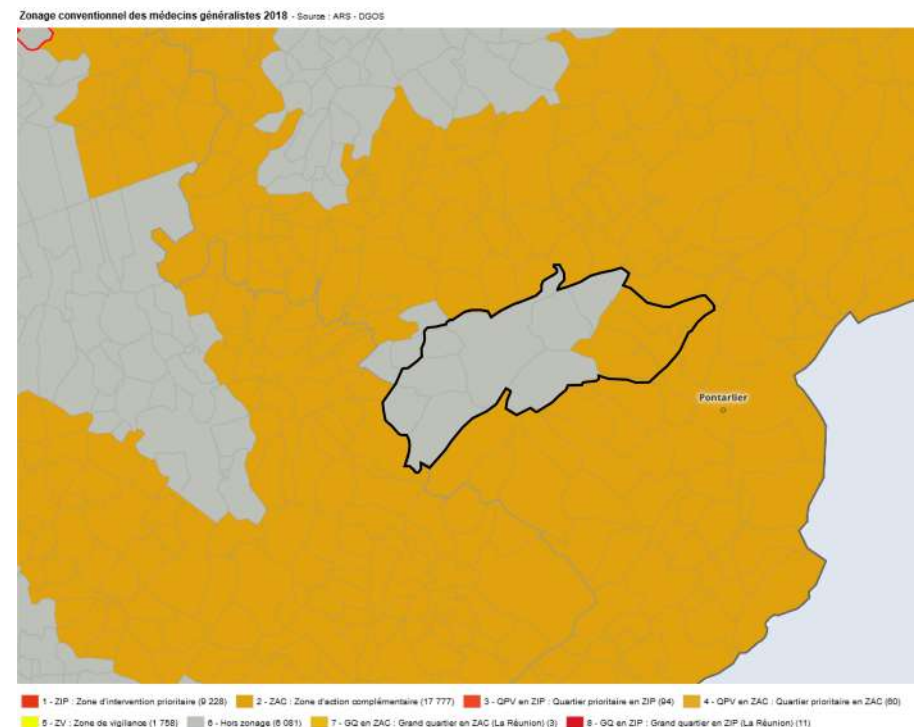 Zonage conventionnel des médecins généralistes 2018 - Source : ARS - DGOS
Pontarlier
1 - ZIP : Zone d'intervention prioritaire (9 228) 2 - ZAC : Zone d'action complémentaire (17 777) 3 - QPV en ZIP : Quartier prioritaire en ZIP (94) 4 - QPV en ZAC : Quartier prioritaire en ZAC (60)
5 - ZV : Zone de vigilance (1 758) 6 - Hors zonage (6 081) 7 - GQ en ZAC : Grand quartier en ZAC (La Réunion) (3) 8 - GQ en ZIP : Grand quartier en ZIP (La Réunion) (11)